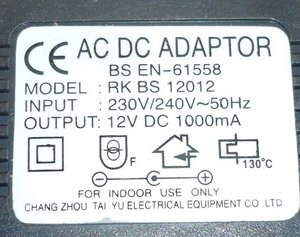 CE AC DC ADAPTOR
BS EN-61558
MODEL : RK BS 12012
INPUT : 230V/240V~50Hz
OUTPUT: 12V DC 1000mA
F
130°C
FOR INDOOR USE ONLY
CHANG ZHOU TAI YU ELECTRICAL EQUIPMENT CO.,LTD